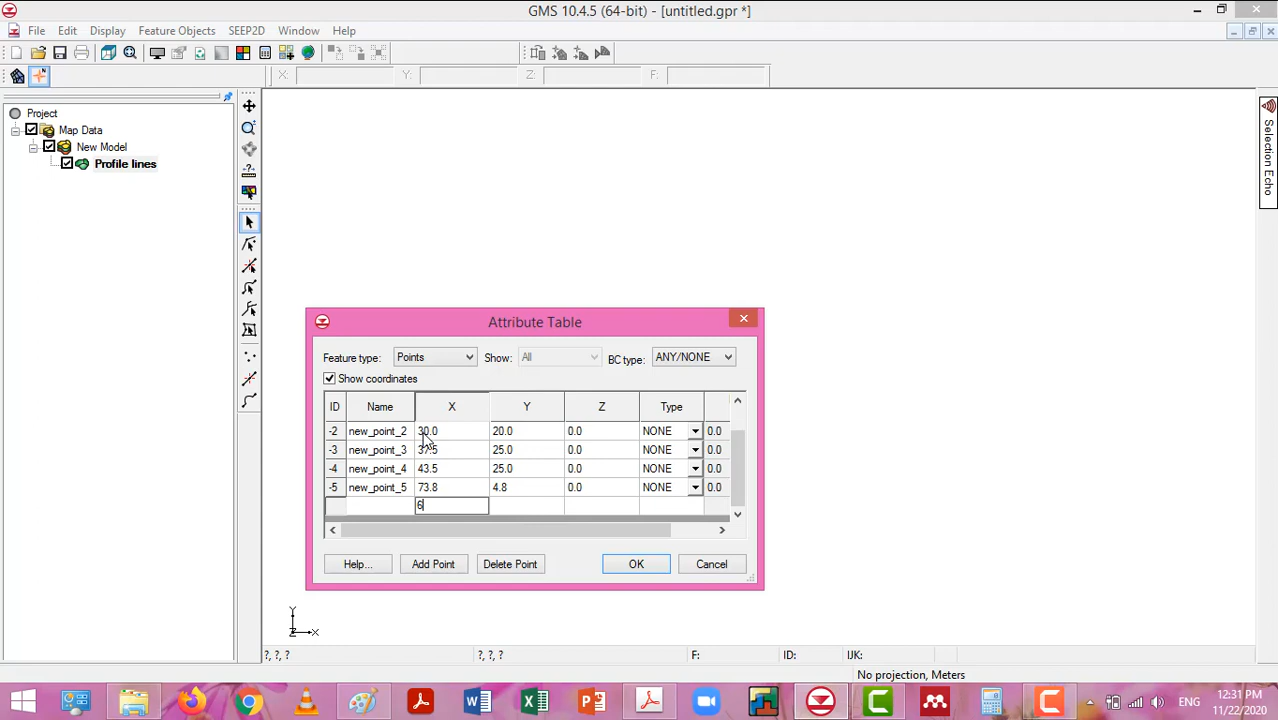 GMS 10.4.5 (64-bit) - [untitled.gpr *]
File Edit Display Feature Objects SEEP2D Window Help
X: Y: Z: F:
Project
Map Data
New Model
Profile lines
Selection Echo
Attribute Table
Feature type: Points Show: All BC type: ANY/NONE
Show coordinates
ID Name X Y Z Type
-2 new_point_2 30.0 20.0 0.0 NONE 0.0
-3 new_point_3 37.5 25.0 0.0 NONE 0.0
-4 new_point_4 43.5 25.0 0.0 NONE 0.0
-5 new_point_5 73.8 4.8 0.0 NONE 0.0
6
Help... Add Point Delete Point OK Cancel
Y
Z X
?, ?, ? ?, ?, ? F: ID: IJK:
No projection, Meters
ENG
12:31 PM
11/22/2020